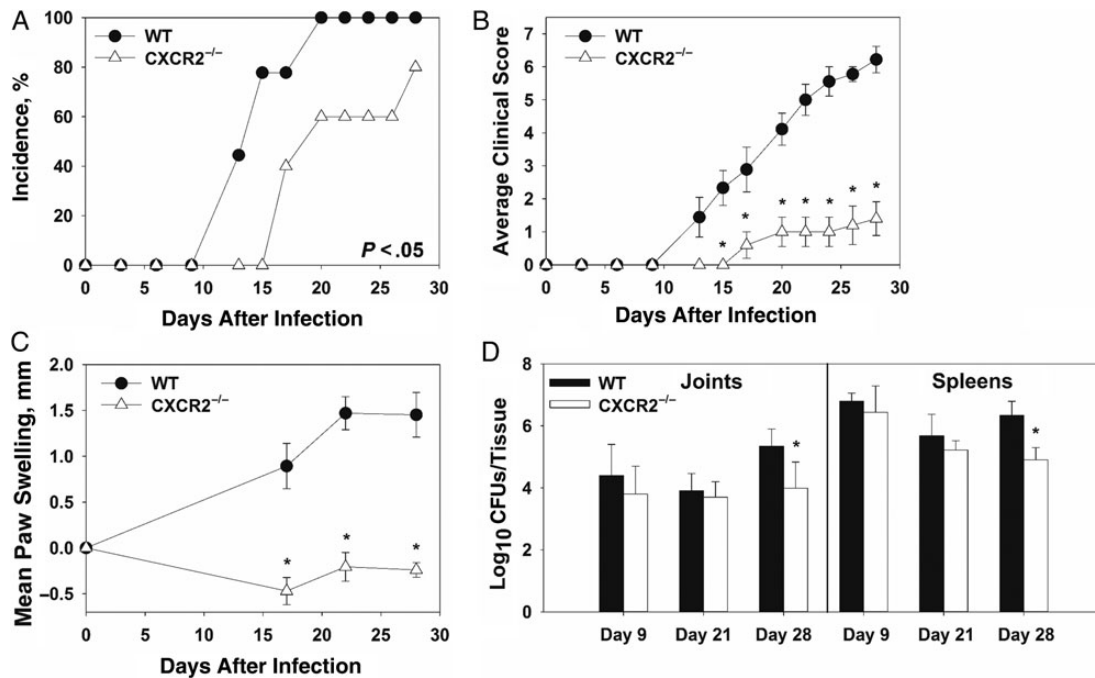 A
WT
CXCR2−/−
Incidence, %
100
80
60
40
20
0
P < .05
0 5 10 15 20 25 30
Days After Infection
B
WT
CXCR2−/−
Average Clinical Score
7
6
5
4
3
2
1
0
* * * * * * *
0 5 10 15 20 25 30
Days After Infection
C
WT
CXCR2−/−
Mean Paw Swelling, mm
2.0
1.5
1.0
0.5
0.0
−0.5
* * *
0 5 10 15 20 25 30
Days After Infection
D
WT
CXCR2−/−
Joints
Spleens
Log10 CFUs/Tissue
8
6
4
2
0
* *
Day 9 Day 21 Day 28 Day 9 Day 21 Day 28